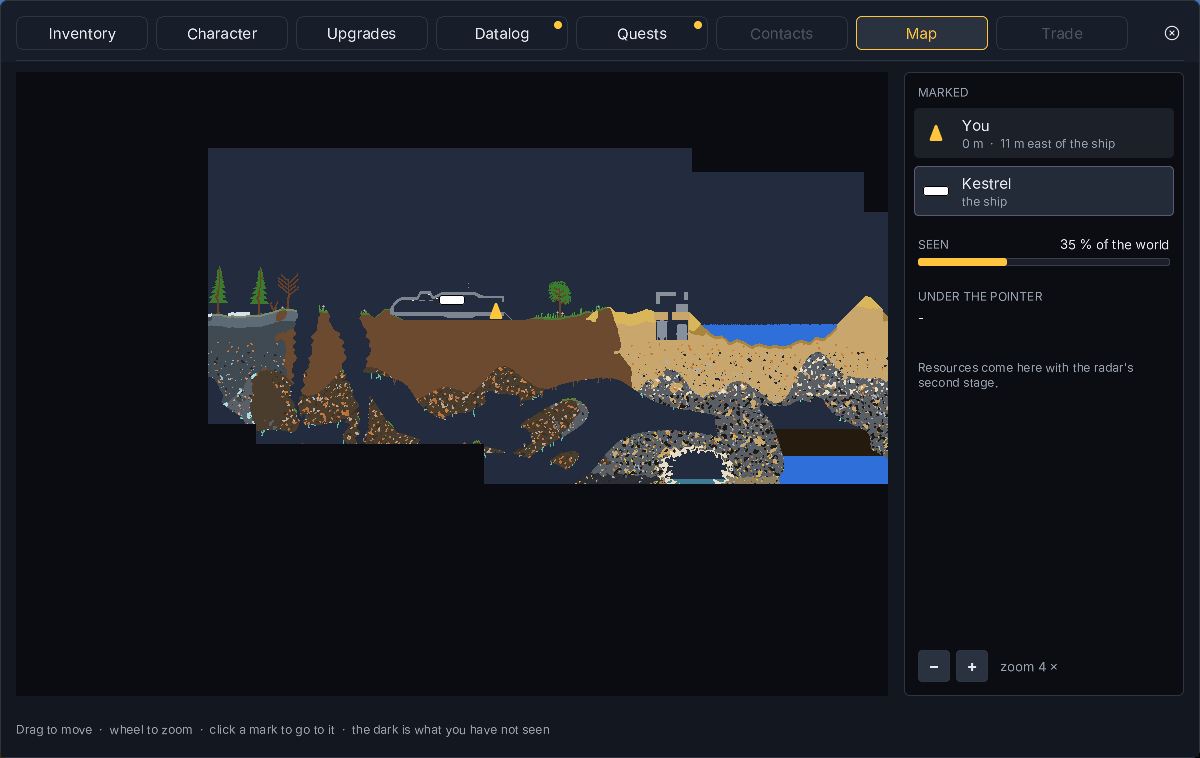 Inventory
Character
Upgrades
Datalog
Quests
Contacts
Map
Trade
MARKED
You
0 m · 11 m east of the ship
Kestrel
the ship
SEEN
35 % of the world
UNDER THE POINTER
-
Resources come here with the radar's
second stage.
− + zoom 4 ×
Drag to move · wheel to zoom · click a mark to go to it · the dark is what you have not seen